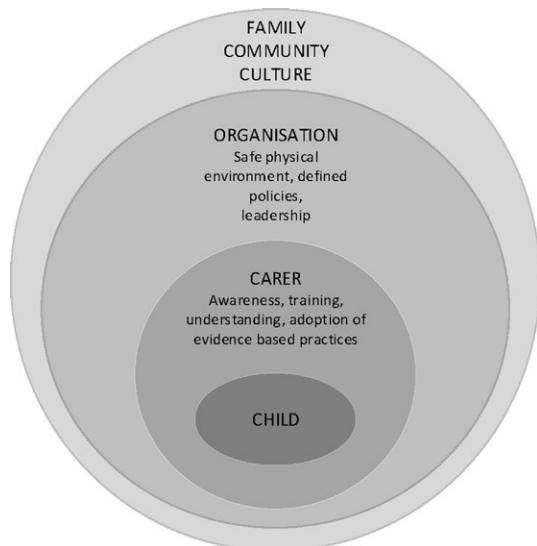 FAMILY
COMMUNITY
CULTURE
ORGANISATION
Safe physical
environment, defined
policies,
leadership
CARER
Awareness, training,
understanding, adoption of
evidence based practices
CHILD